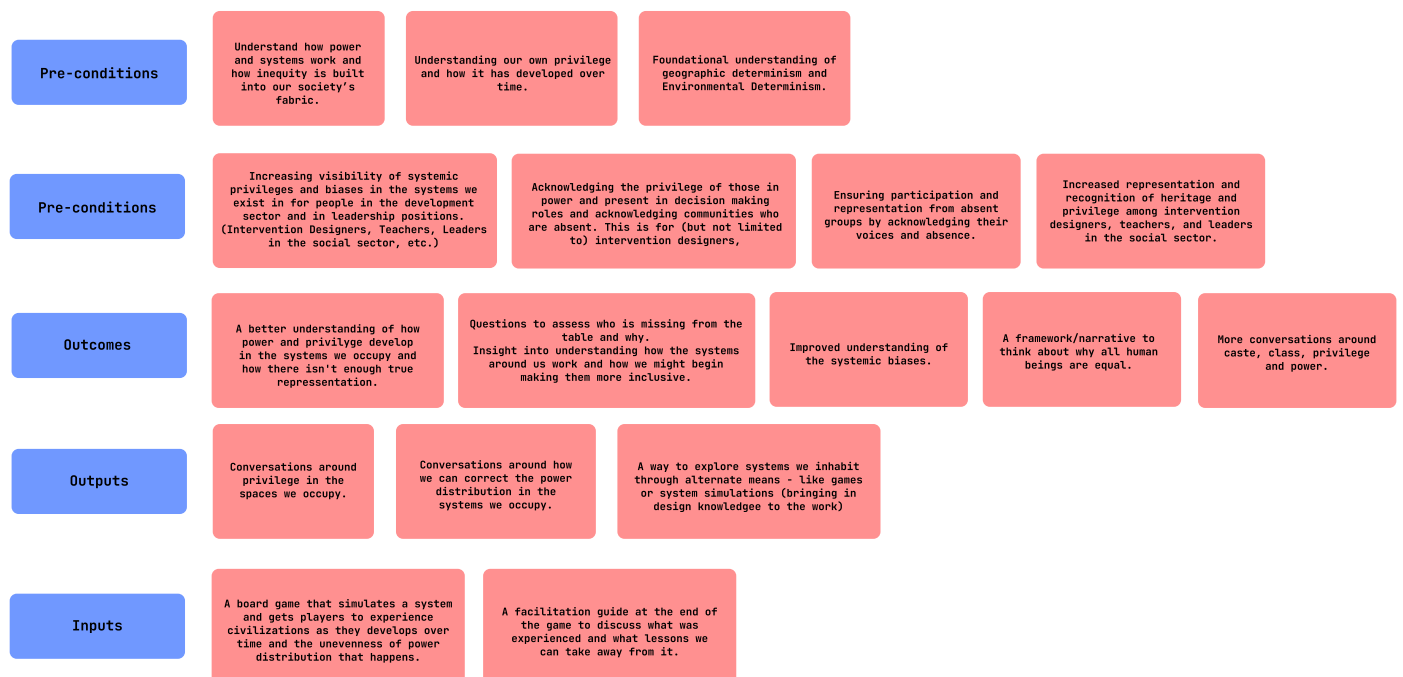 Pre-conditions
Understand how power
and systems work and
how inequity is built
into our society’s
fabric.
Understanding our own privilege
and how it has developed over
time.
Foundational understanding of
geographic determinism and
Environmental Determinism.
Pre-conditions
Increasing visibility of systemic
privileges and biases in the systems we
exist in for people in the development
sector and in leadership positions.
(Intervention Designers, Teachers, Leaders
in the social sector, etc.)
Acknowledging the privilege of those in
power and present in decision making
roles and acknowledging communities who
are absent. This is for (but not limited
to) intervention designers,
Ensuring participation and
representation from absent
groups by acknowledging their
voices and absence.
Increased representation and
recognition of heritage and
privilege among intervention
designers, teachers, and leaders
in the social sector.
Outcomes
A better understanding of how
power and privilyge develop
in the systems we occupy and
how there isn't enough true
repressentation.
Questions to assess who is missing from the
table and why.
Insight into understanding how the systems
around us work and how we might begin
making them more inclusive.
Improved understanding of
the systemic biases.
A framework/narrative to
think about why all human
beings are equal.
More conversations around
caste, class, privilege
and power.
Outputs
Conversations around
privilege in the
spaces we occupy.
Conversations around how
we can correct the power
distribution in the
systems we occupy.
A way to explore systems we inhabit
through alternate means - like games
or system simulations (bringing in
design knowledgee to the work)
Inputs
A board game that simulates a system
and gets players to experience
civilizations as they develops over
time and the unevenness of power
distribution that happens.
A facilitation guide at the end of
the game to discuss what was
experienced and what lessons we
can take away from it.